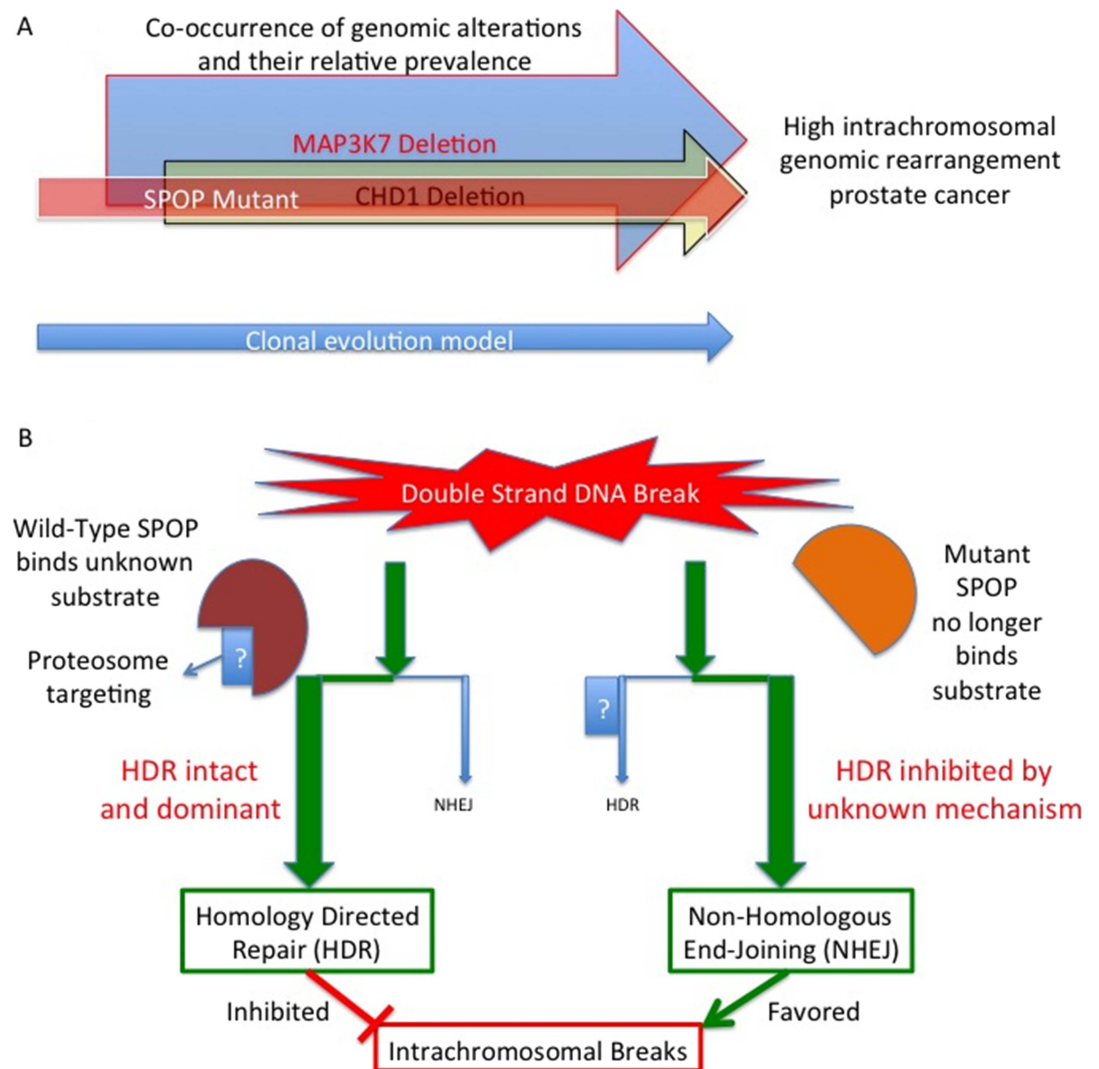 A
Co-occurrence of genomic alterations
and their relative prevalence
MAP3K7 Deletion
SPOP Mutant
CHD1 Deletion
High intrachromosomal
genomic rearrangement
prostate cancer
Clonal evolution model
B
Double Strand DNA Break
Wild-Type SPOP
binds unknown
substrate
?
Proteosome
targeting
Mutant
SPOP
no longer
binds
substrate
?
HDR intact
and dominant
NHEJ
HDR
HDR inhibited by
unknown mechanism
Homology Directed
Repair (HDR)
Non-Homologous
End-Joining (NHEJ)
Inhibited
Favored
Intrachromosomal Breaks